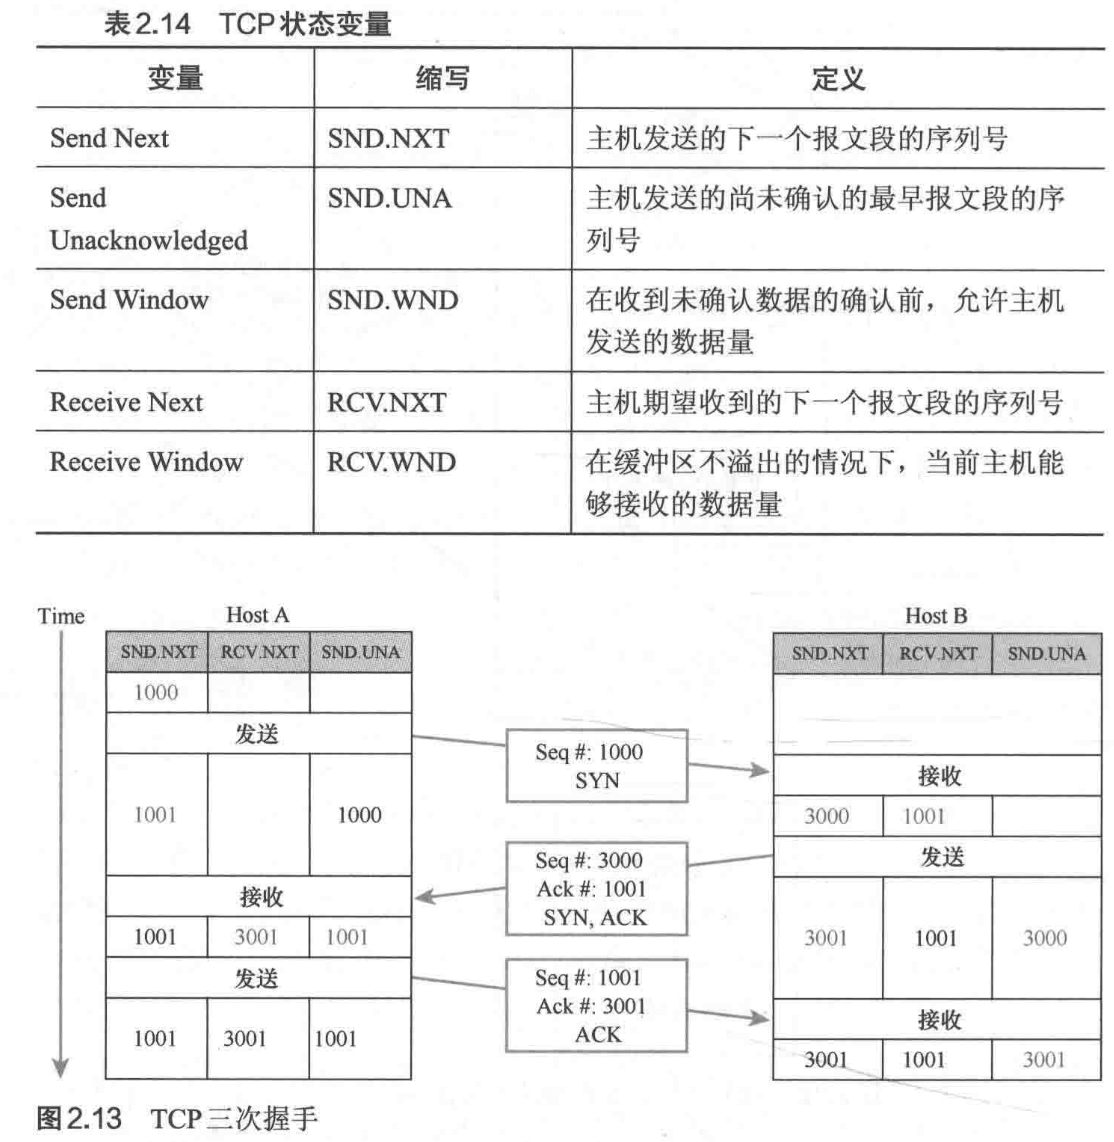 表2.14 TCP状态变量
变量 缩写 定义
Send Next SND.NXT 主机发送的下一个报文段的序列号
Send SND.UNA 主机发送的尚未确认的最早报文段的序
Unacknowledged 列号
Send Window SND.WND 在收到未确认数据的确认前，允许主机
发送的数据量
Receive Next RCV.NXT 主机期望收到的下一个报文段的序列号
Receive Window RCV.WND 在缓冲区不溢出的情况下，当前主机能
够接收的数据量
Time Host A Host B
SND.NXT RCV.NXT SND.UNA SND.NXT RCV.NXT SND.UNA
1000
发送
Seq #: 1000
SYN
接收
1001 1000
3000 1001
发送
Seq #: 3000
Ack #: 1001
SYN, ACK
接收
1001 3001 1001
3001 1001 3000
发送
Seq #: 1001
Ack #: 3001
ACK
接收
1001 3001 1001
3001 1001 3001
图2.13 TCP三次握手